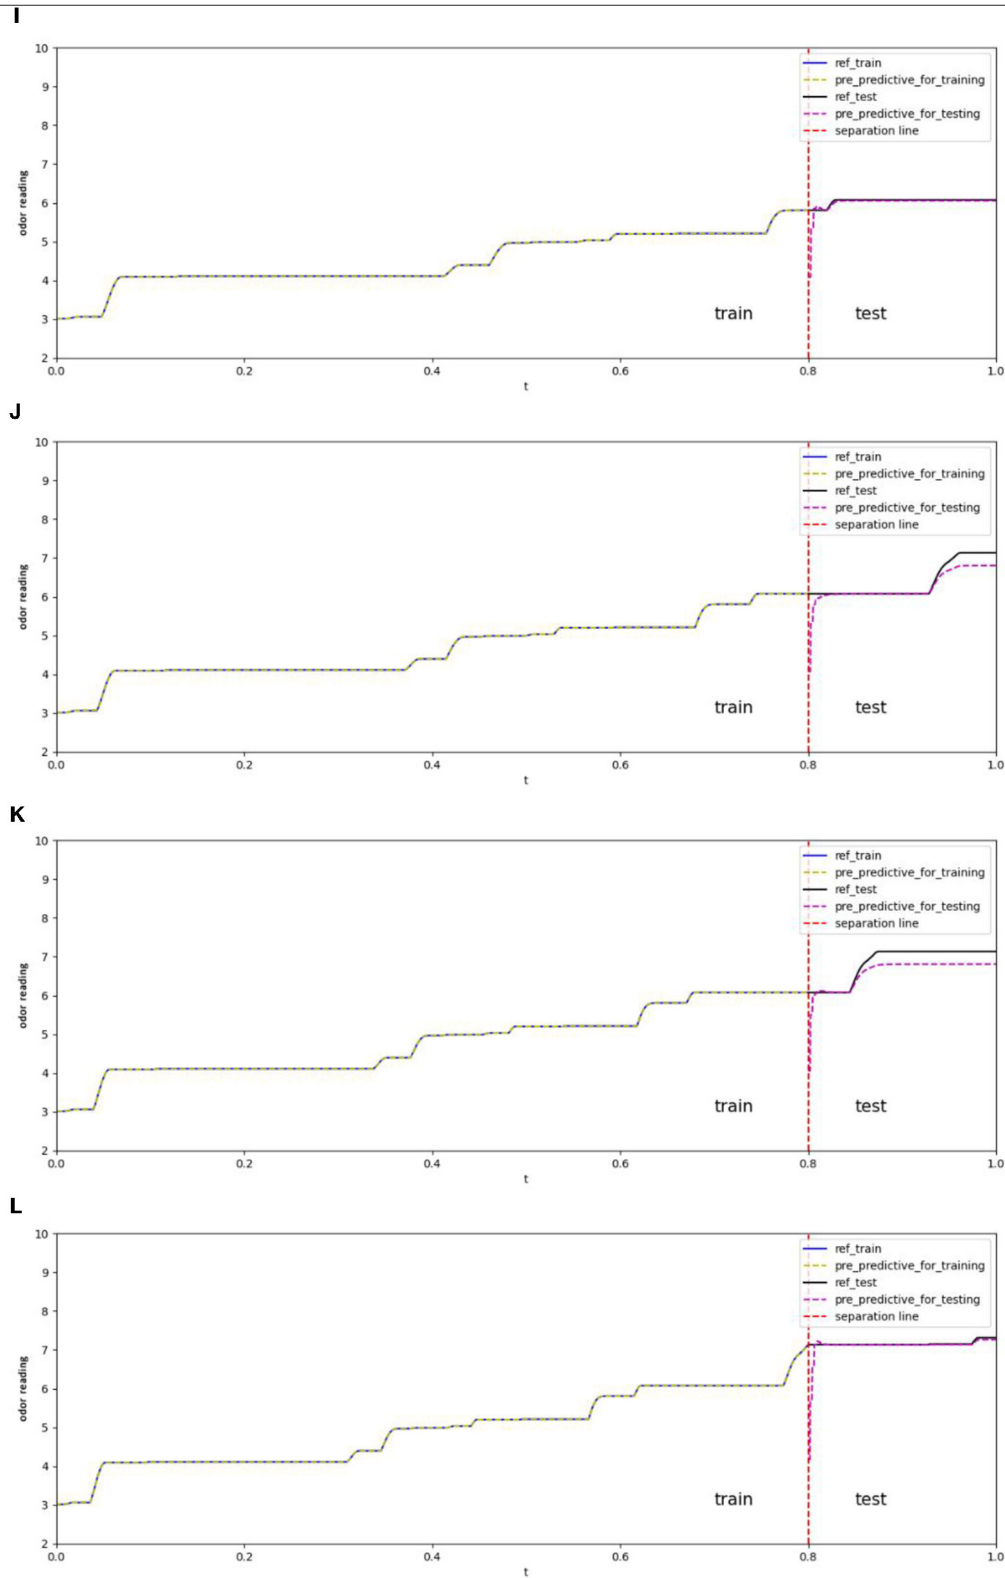 I
10
9
8
7
6
5
4
3
2
odor reading
ref_train
pre_predictive_for_training
ref_test
pre_predictive_for_testing
separation line
train
test
0.0 0.2 0.4 0.6 0.8 1.0
t
J
10
9
8
7
6
5
4
3
2
odor reading
ref_train
pre_predictive_for_training
ref_test
pre_predictive_for_testing
separation line
train
test
0.0 0.2 0.4 0.6 0.8 1.0
t
K
10
9
8
7
6
5
4
3
2
odor reading
ref_train
pre_predictive_for_training
ref_test
pre_predictive_for_testing
separation line
train
test
0.0 0.2 0.4 0.6 0.8 1.0
t
L
10
9
8
7
6
5
4
3
2
odor reading
ref_train
pre_predictive_for_training
ref_test
pre_predictive_for_testing
separation line
train
test
0.0 0.2 0.4 0.6 0.8 1.0
t